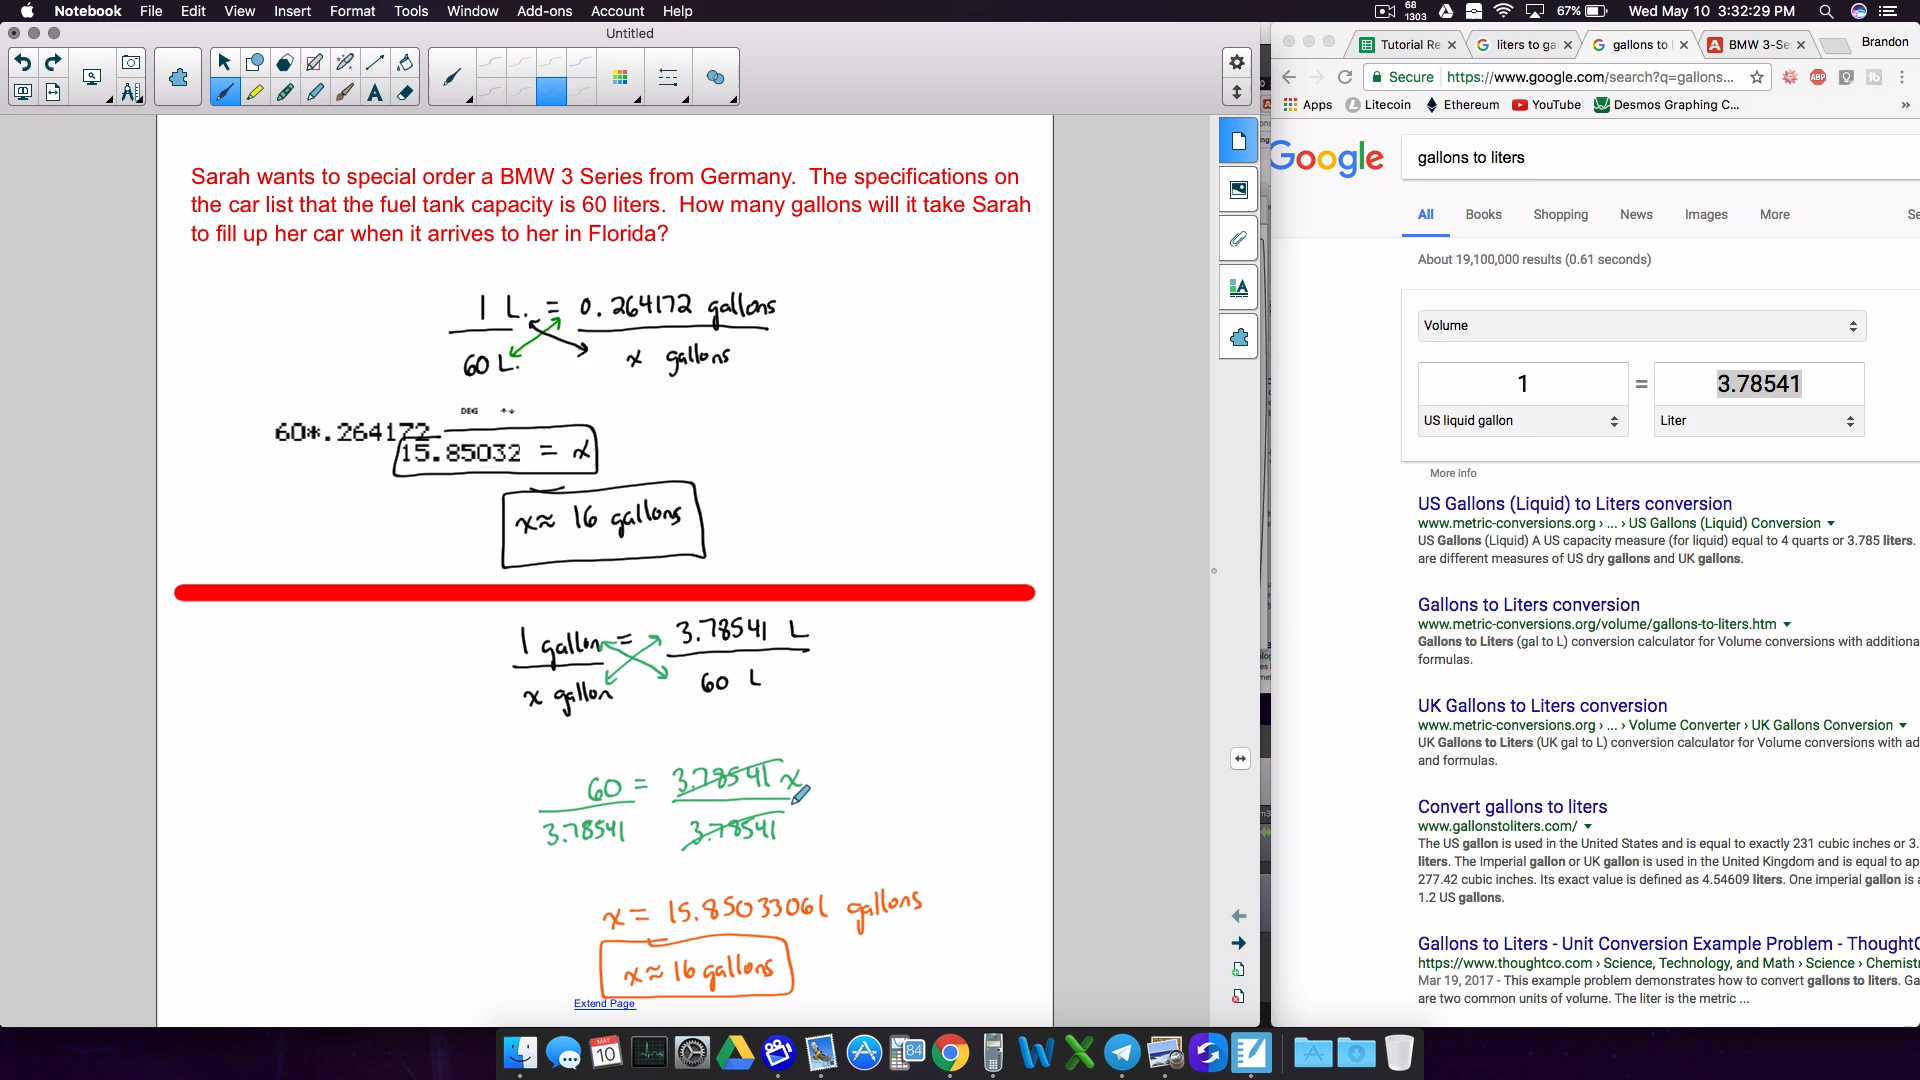 Notebook File Edit View Insert Format Tools Window Add-ons Account Help 68 1303 67% Wed May 10 3:32:29 PM
Untitled
Tutorial Re liters to ga gallons to BMW 3-Se Brandon
Secure https://www.google.com/search?q=gallons...
Apps Litecoin Ethereum YouTube Desmos Graphing C... »
Sarah wants to special order a BMW 3 Series from Germany. The specifications on
the car list that the fuel tank capacity is 60 liters. How many gallons will it take Sarah
to fill up her car when it arrives to her in Florida?
1 L. = 0.264172 gallons
60 L. x gallons
DEG
60*.264172
15.85032 = x
x≈ 16 gallons
1 gallon = 3.78541 L
x gallon 60 L
60 = 3.78541 x
3.78541 3.78541
x = 15.85033061 gallons
x≈ 16 gallons
Extend Page
Google
gallons to liters
All Books Shopping News Images More Se
About 19,100,000 results (0.61 seconds)
Volume
1 = 3.78541
US liquid gallon Liter
More info
US Gallons (Liquid) to Liters conversion
www.metric-conversions.org › ... › US Gallons (Liquid) Conversion
US Gallons (Liquid) A US capacity measure (for liquid) equal to 4 quarts or 3.785 liters.
are different measures of US dry gallons and UK gallons.
Gallons to Liters conversion
www.metric-conversions.org/volume/gallons-to-liters.htm
Gallons to Liters (gal to L) conversion calculator for Volume conversions with additiona
formulas.
UK Gallons to Liters conversion
www.metric-conversions.org › ... › Volume Converter › UK Gallons Conversion
UK Gallons to Liters (UK gal to L) conversion calculator for Volume conversions with ad
and formulas.
Convert gallons to liters
www.gallonstoliters.com/
The US gallon is used in the United States and is equal to exactly 231 cubic inches or 3.
liters. The Imperial gallon or UK gallon is used in the United Kingdom and is equal to ap
277.42 cubic inches. Its exact value is defined as 4.54609 liters. One imperial gallon is a
1.2 US gallons.
Gallons to Liters - Unit Conversion Example Problem - ThoughtC
https://www.thoughtco.com › Science, Technology, and Math › Science › Chemist
Mar 19, 2017 - This example problem demonstrates how to convert gallons to liters. Ga
are two common units of volume. The liter is the metric ...
MAY 10 84